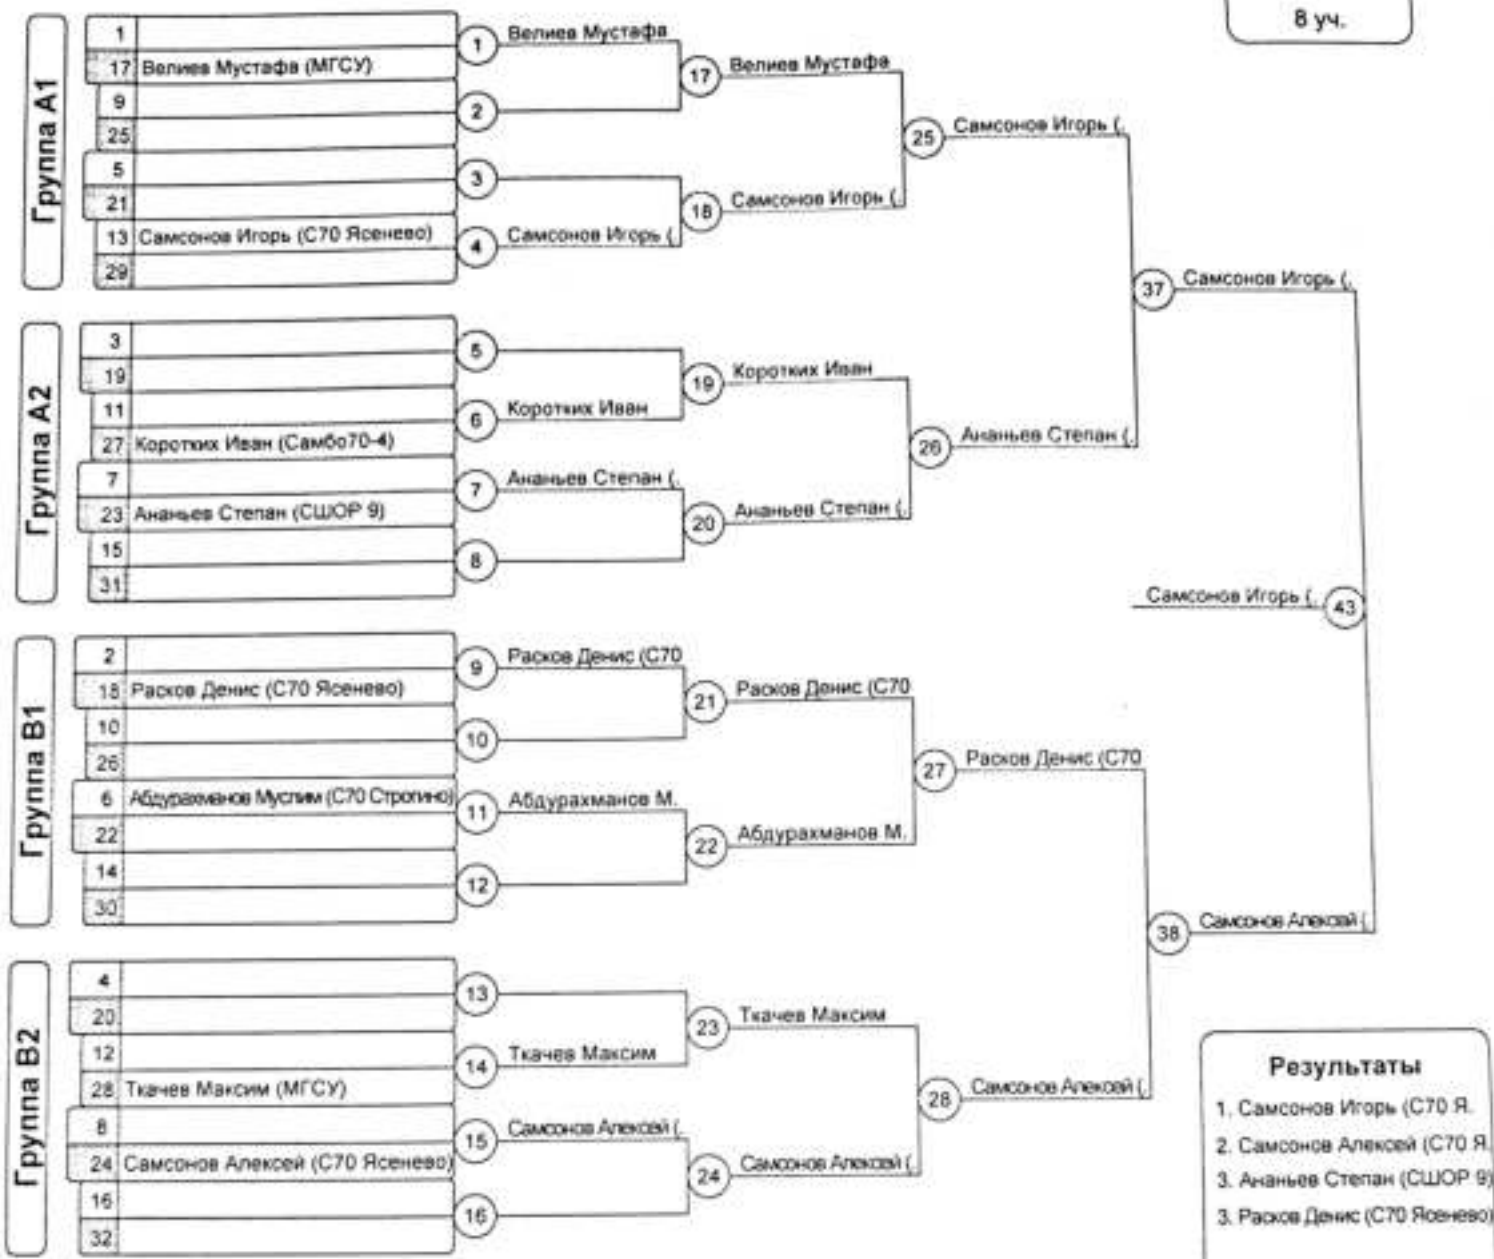 8 уч.
Группа A1
1
17 Велиев Мустафа (МГСУ)
9
25
5
21
13 Самсонов Игорь (С70 Ясенево)
29
1 Велиев Мустафа
2
3
4 Самсонов Игорь (.
17 Велиев Мустафа
18 Самсонов Игорь (.
25 Самсонов Игорь (.
Группа A2
3
19
11
27 Коротких Иван (Самбо70-4)
7
23 Ананьев Степан (СШОР 9)
15
31
5
6 Коротких Иван
7 Ананьев Степан (.
8
19 Коротких Иван
20 Ананьев Степан (.
26 Ананьев Степан (.
37 Самсонов Игорь (.
Самсонов Игорь (. 43
Группа B1
2
18 Расков Денис (С70 Ясенево)
10
26
6 Абдурахманов Муслим (С70 Строгино)
22
14
30
9 Расков Денис (С70
10
11 Абдурахманов М.
12
21 Расков Денис (С70
22 Абдурахманов М.
27 Расков Денис (С70
Группа B2
4
20
12
28 Ткачев Максим (МГСУ)
8
24 Самсонов Алексей (С70 Ясенево)
16
32
13
14 Ткачев Максим
15 Самсонов Алексей (.
16
23 Ткачев Максим
24 Самсонов Алексей (.
28 Самсонов Алексей (.
38 Самсонов Алексей (.
Результаты
1. Самсонов Игорь (С70 Я.
2. Самсонов Алексей (С70 Я.
3. Ананьев Степан (СШОР 9)
3. Расков Денис (С70 Ясенево)